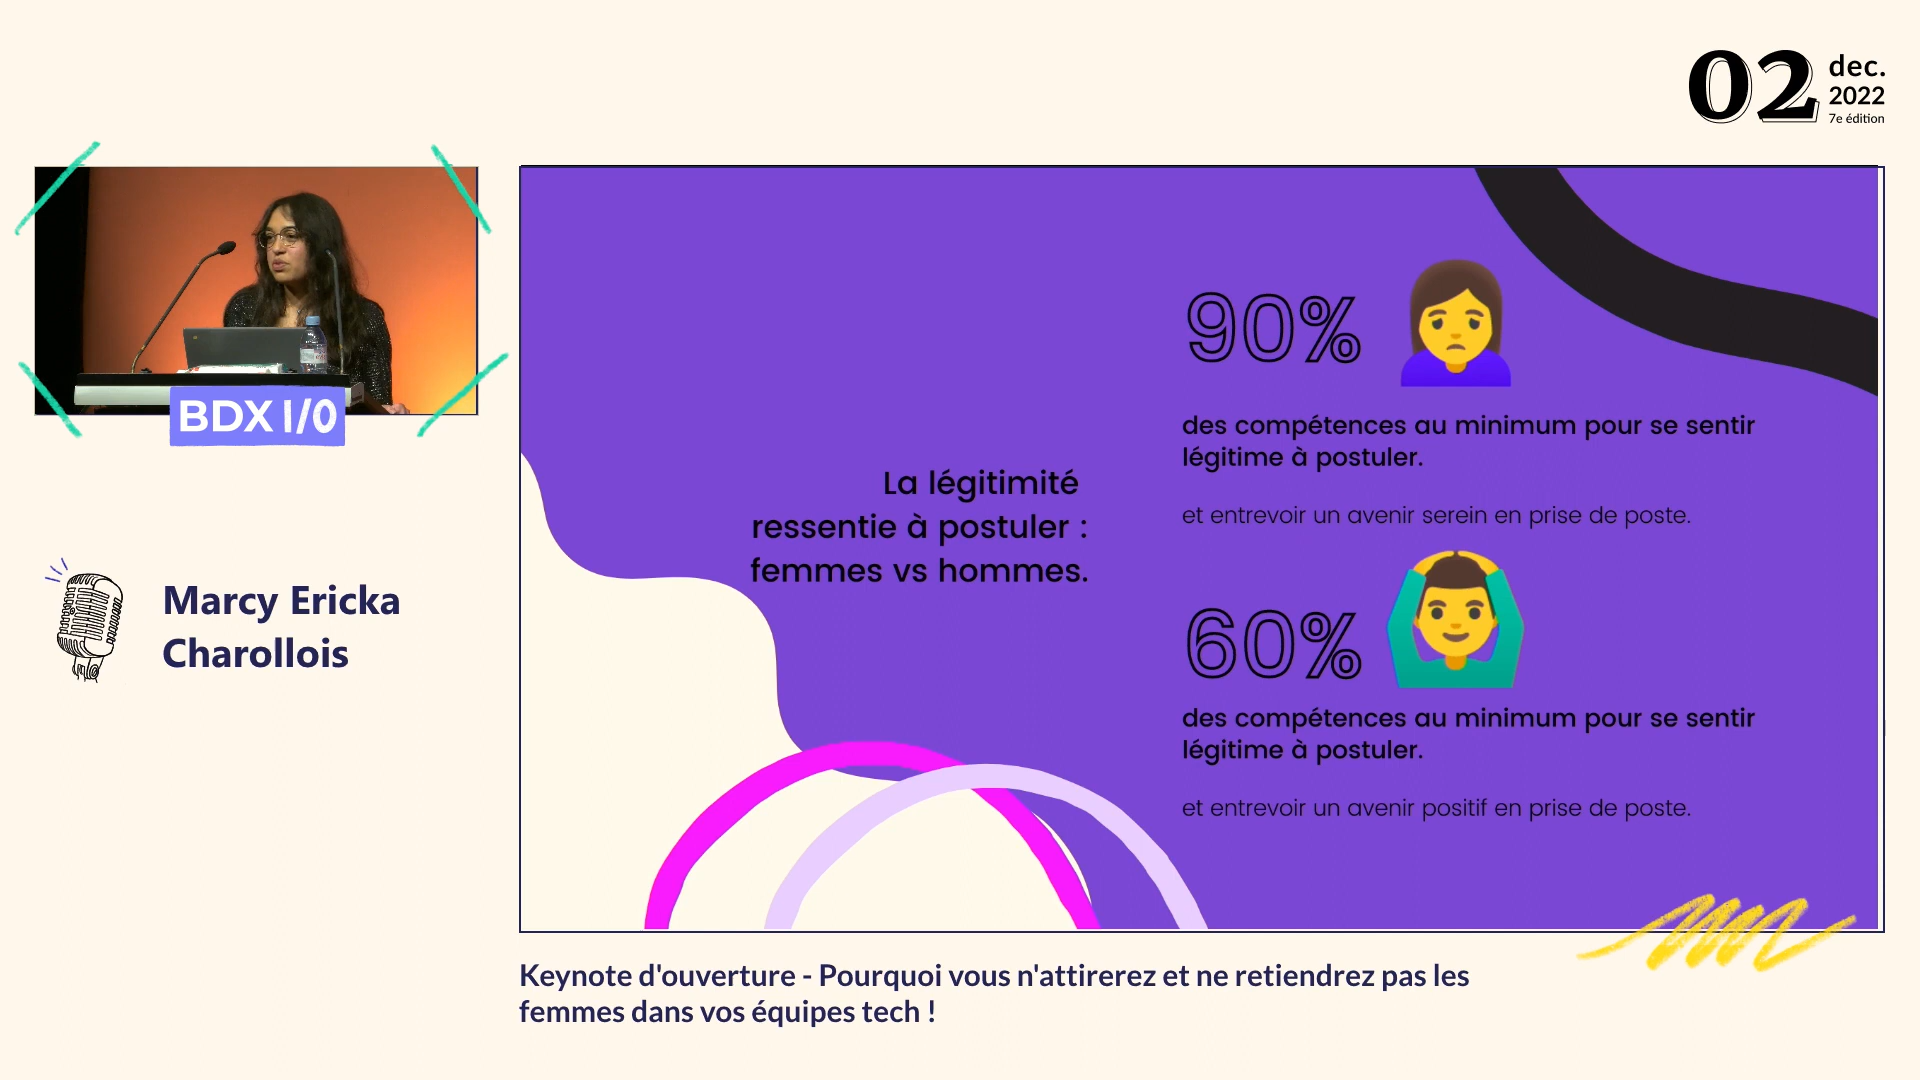 02
dec.
2022
7e édition
BDX I/O
Marcy Ericka
Charollois
La légitimité
ressentie à postuler :
femmes vs hommes.
90%
des compétences au minimum pour se sentir
légitime à postuler.
et entrevoir un avenir serein en prise de poste.
60%
des compétences au minimum pour se sentir
légitime à postuler.
et entrevoir un avenir positif en prise de poste.
Keynote d'ouverture - Pourquoi vous n'attirerez et ne retiendrez pas les
femmes dans vos équipes tech !